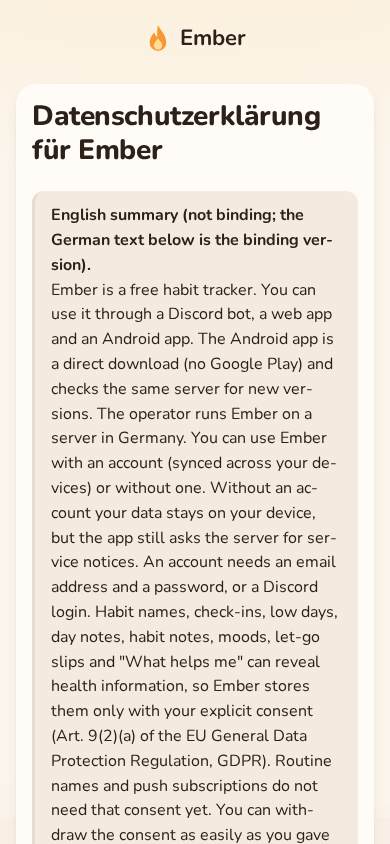 Ember
Datenschutzerklärung
für Ember
English summary (not binding; the
German text below is the binding ver-
sion).
Ember is a free habit tracker. You can
use it through a Discord bot, a web app
and an Android app. The Android app is
a direct download (no Google Play) and
checks the same server for new ver-
sions. The operator runs Ember on a
server in Germany. You can use Ember
with an account (synced across your de-
vices) or without one. Without an ac-
count your data stays on your device,
but the app still asks the server for ser-
vice notices. An account needs an email
address and a password, or a Discord
login. Habit names, check-ins, low days,
day notes, habit notes, moods, let-go
slips and "What helps me" can reveal
health information, so Ember stores
them only with your explicit consent
(Art. 9(2)(a) of the EU General Data
Protection Regulation, GDPR). Routine
names and push subscriptions do not
need that consent yet. You can with-
draw the consent as easily as you gave